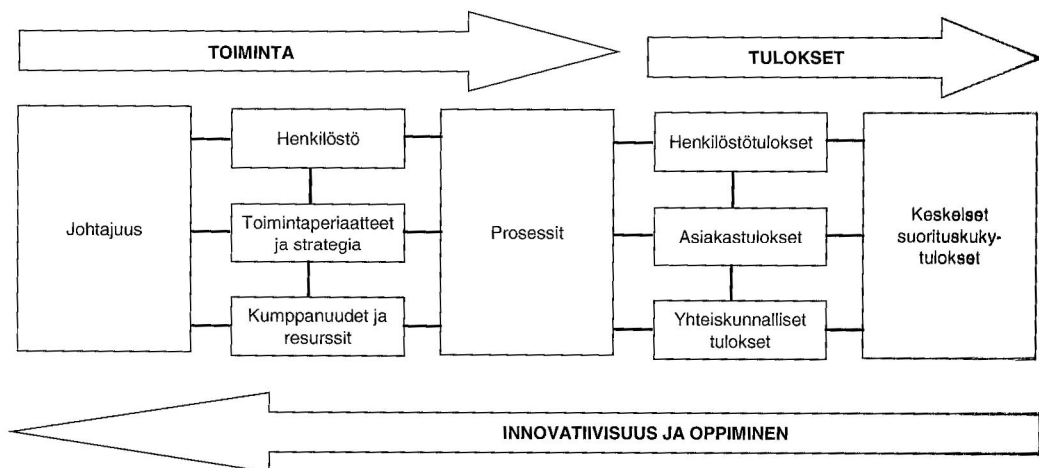 TOIMINTA
TULOKSET
Johtajuus
Henkilöstö
Toimintaperiaatteet
ja strategia
Kumppanuudet ja
resurssit
Prosessit
Henkilöstötulokset
Asiakastulokset
Yhteiskunnalliset
tulokset
Keskeiset
suorituskuky-
tulokset
INNOVATIIVISUUS JA OPPIMINEN